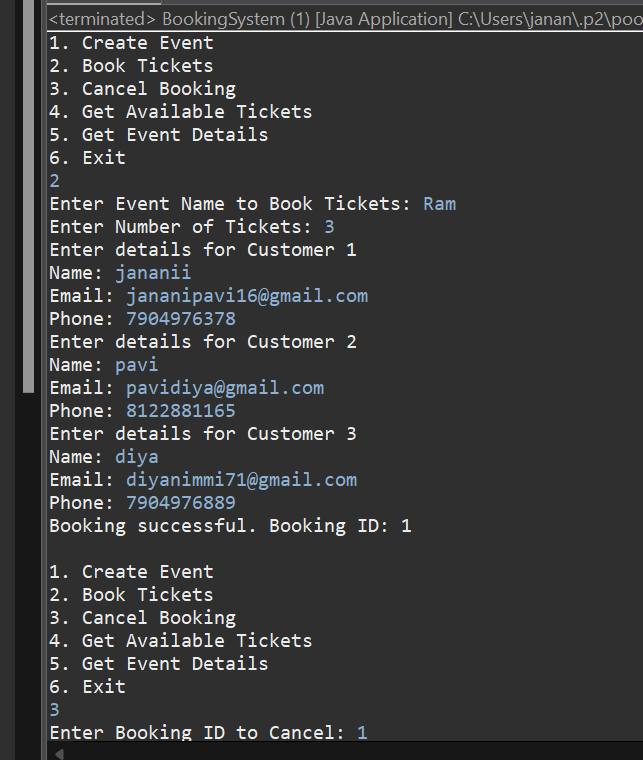 <terminated> BookingSystem (1) [Java Application] C:\Users\janan\.p2\poo
1. Create Event
2. Book Tickets
3. Cancel Booking
4. Get Available Tickets
5. Get Event Details
6. Exit
2
Enter Event Name to Book Tickets: Ram
Enter Number of Tickets: 3
Enter details for Customer 1
Name: jananii
Email: jananipavi16@gmail.com
Phone: 7904976378
Enter details for Customer 2
Name: pavi
Email: pavidiya@gmail.com
Phone: 8122881165
Enter details for Customer 3
Name: diya
Email: diyanimmi71@gmail.com
Phone: 7904976889
Booking successful. Booking ID: 1
1. Create Event
2. Book Tickets
3. Cancel Booking
4. Get Available Tickets
5. Get Event Details
6. Exit
3
Enter Booking ID to Cancel: 1